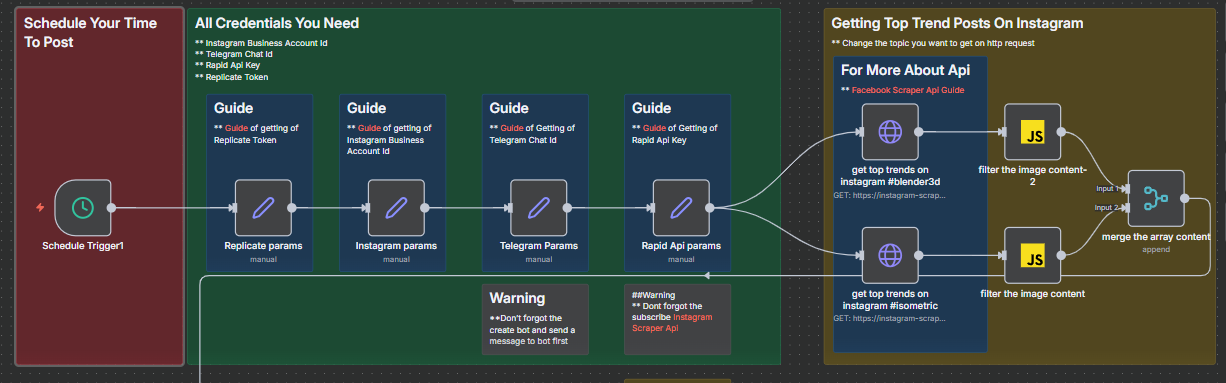 Schedule Your Time
To Post
All Credentials You Need
** Instagram Business Account Id
** Telegram Chat Id
** Rapid Api Key
** Replicate Token
Getting Top Trend Posts On Instagram
** Change the topic you want to get on http request
For More About Api
** Facebook Scraper Api Guide
Guide
** Guide of getting of
Replicate Token
Guide
** Guide of getting of
Instagram Business
Account Id
Guide
** Guide of Getting of
Telegram Chat Id
Guide
** Guide of Getting of
Rapid Api Key
Schedule Trigger1
Replicate params
manual
Instagram params
manual
Telegram Params
manual
Rapid Api params
manual
get top trends on
instagram #blender3d
GET: https://instagram-scrap...
JS
filter the image content-
2
Input 1
Input 2
merge the array content
append
get top trends on
instagram #isometric
GET: https://instagram-scrap...
JS
filter the image content
Warning
**Don't forgot the
create bot and send a
message to bot first
##Warning
** Dont forgot the
subscribe Instagram
Scraper Api